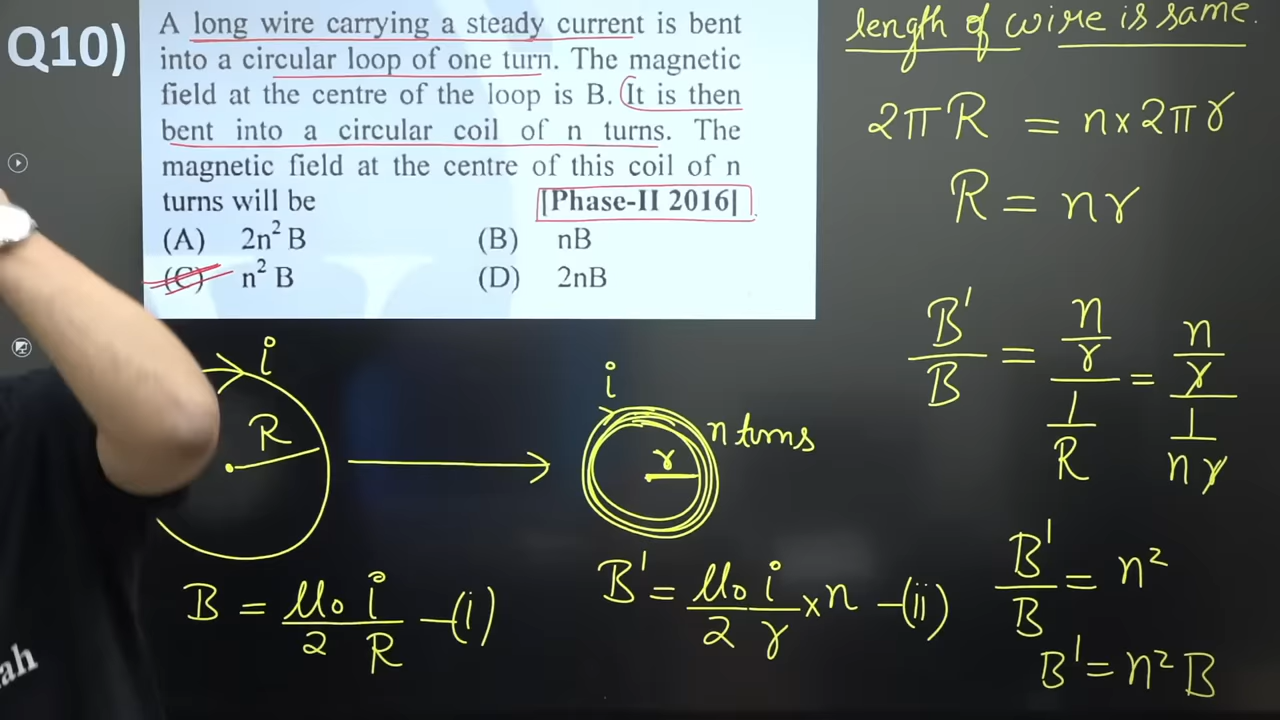 Q10)
A long wire carrying a steady current is bent
into a circular loop of one turn. The magnetic
field at the centre of the loop is B. It is then
bent into a circular coil of n turns. The
magnetic field at the centre of this coil of n
turns will be [Phase-II 2016]
(A) 2n² B (B) nB
(C) n² B (D) 2nB
length of wire is same.
2πR = n×2πr
R = nr
B'/B = (n/r)/(1/R) = (n/r)/(1/nr)
B'/B = n²
B' = n² B
i
R
i
r
n turns
B = μ₀ i / 2 R —(i)
B' = μ₀ i / 2 r × n —(ii)
ah